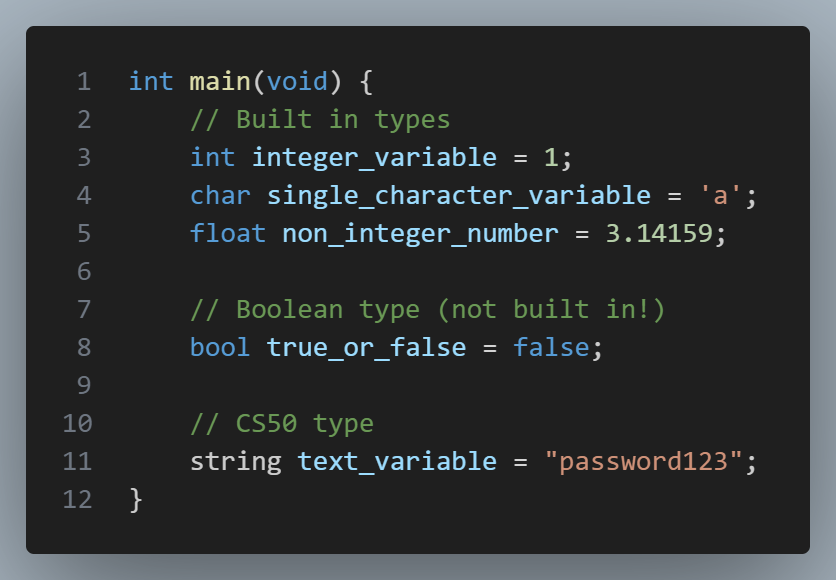 1 int main(void) {
2     // Built in types
3     int integer_variable = 1;
4     char single_character_variable = 'a';
5     float non_integer_number = 3.14159;
6
7     // Boolean type (not built in!)
8     bool true_or_false = false;
9
10     // CS50 type
11     string text_variable = "password123";
12 }